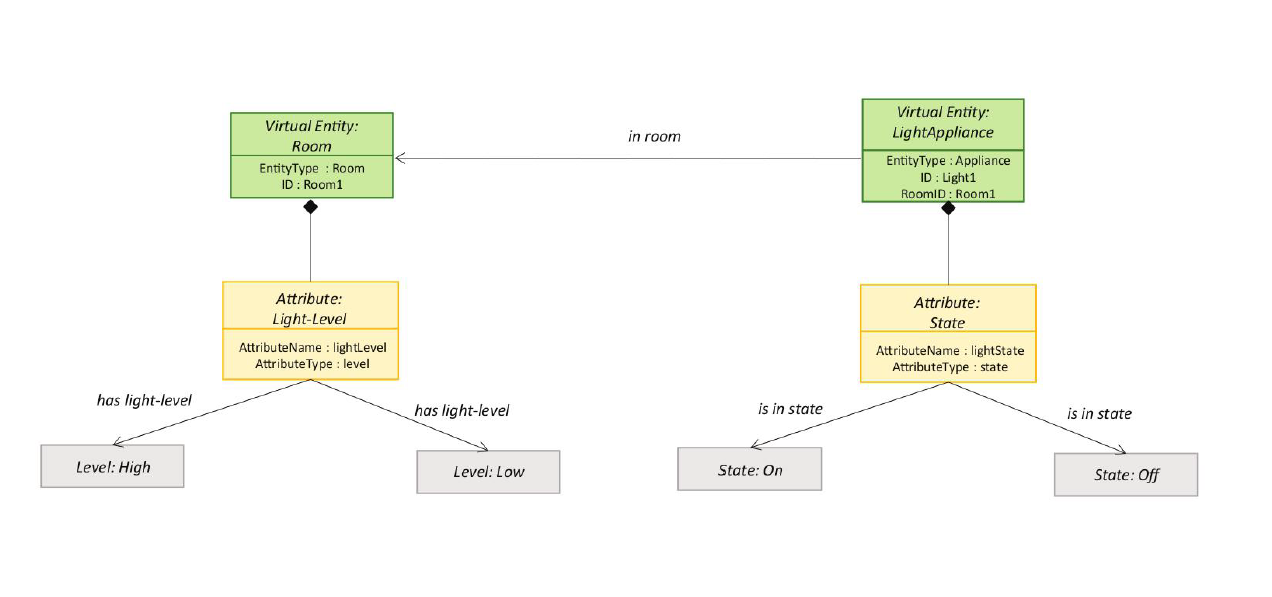 Virtual Entity:
Room
EntityType : Room
ID : Room1
in room
Virtual Entity:
LightAppliance
EntityType : Appliance
ID : Light1
RoomID : Room1
Attribute:
Light-Level
AttributeName : lightLevel
AttributeType : level
has light-level
has light-level
Level: High
Level: Low
Attribute:
State
AttributeName : lightState
AttributeType : state
is in state
is in state
State: On
State: Off